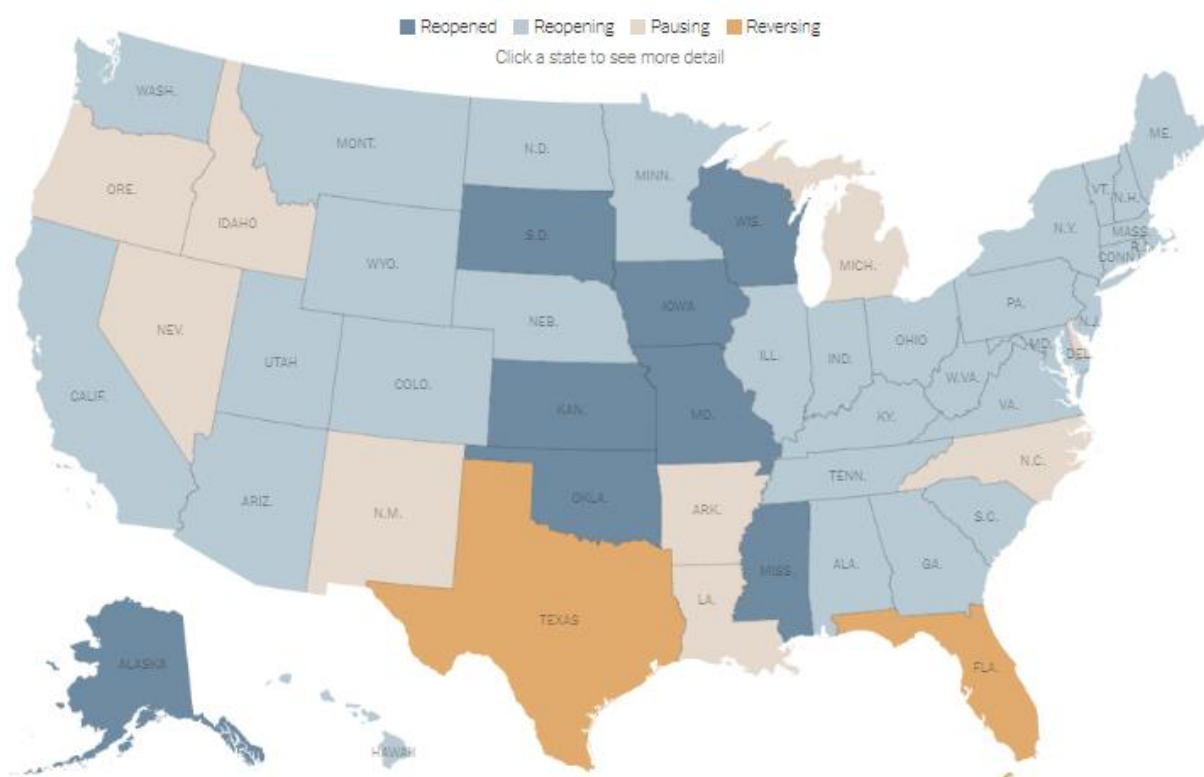 Reopened Reopening Pausing Reversing
Click a state to see more detail
WASH.
MONT.
N.D.
MINN.
ME.
ORE.
IDAHO
WYO.
S.D.
WIS.
MICH.
N.Y.
VT.
N.H.
MASS.
R.I.
CONN.
NEV.
UTAH
COLO.
NEB.
IOWA
ILL.
IND.
OHIO
PA.
N.J.
MD.
DEL.
CALIF.
KAN.
MO.
KY.
W.VA.
VA.
ARIZ.
N.M.
OKLA.
ARK.
TENN.
N.C.
S.C.
TEXAS
LA.
MISS.
ALA.
GA.
FLA.
ALASKA
HAWAII